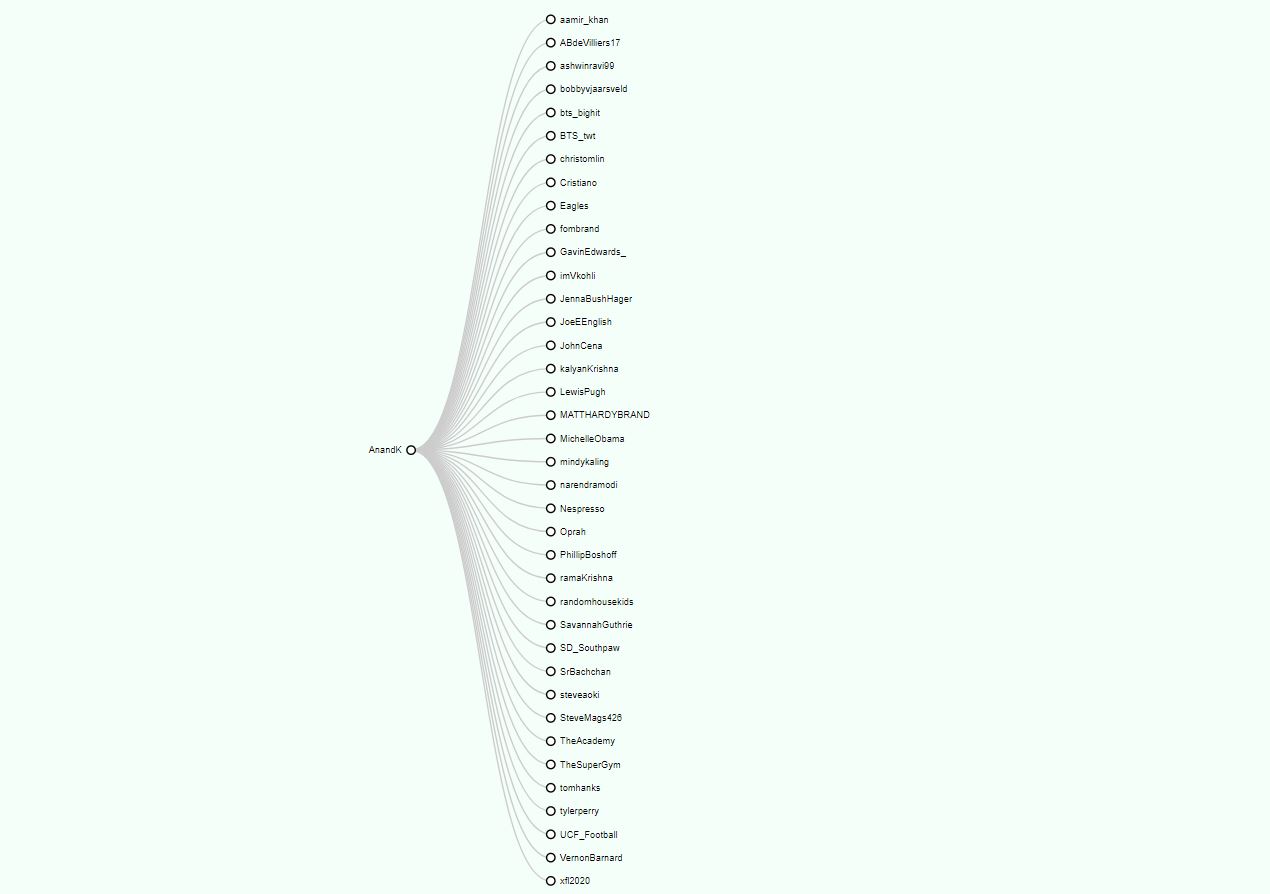 aamir_khan
ABdeVilliers17
ashwinravi99
bobbyvjaarsveld
bts_bighit
BTS_twt
christomlin
Cristiano
Eagles
fombrand
GavinEdwards_
imVkohli
JennaBushHager
JoeEEnglish
JohnCena
kalyanKrishna
LewisPugh
MATTHARDYBRAND
MichelleObama
AnandK
mindykaling
narendramodi
Nespresso
Oprah
PhillipBoshoff
ramaKrishna
randomhousekids
SavannahGuthrie
SD_Southpaw
SrBachchan
steveaoki
SteveMags426
TheAcademy
TheSuperGym
tomhanks
tylerperry
UCF_Football
VernonBarnard
xfl2020